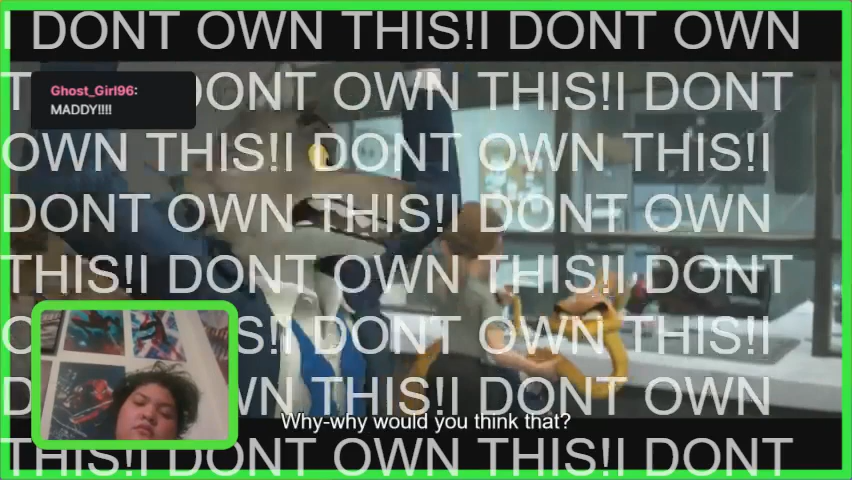 I DONT OWN THIS!I DONT OWN
T DONT OWN THIS!I DONT
Ghost_Girl96:
MADDY!!!!
OWN THIS!I DONT OWN THIS!I
DONT OWN THIS!I DONT OWN
THIS!I DONT OWN THIS!I DONT
O S!I DONT OWN THIS!I
D WN THIS!I DONT OWN
Why-why would you think that?
THIS!I DONT OWN THIS!I DONT